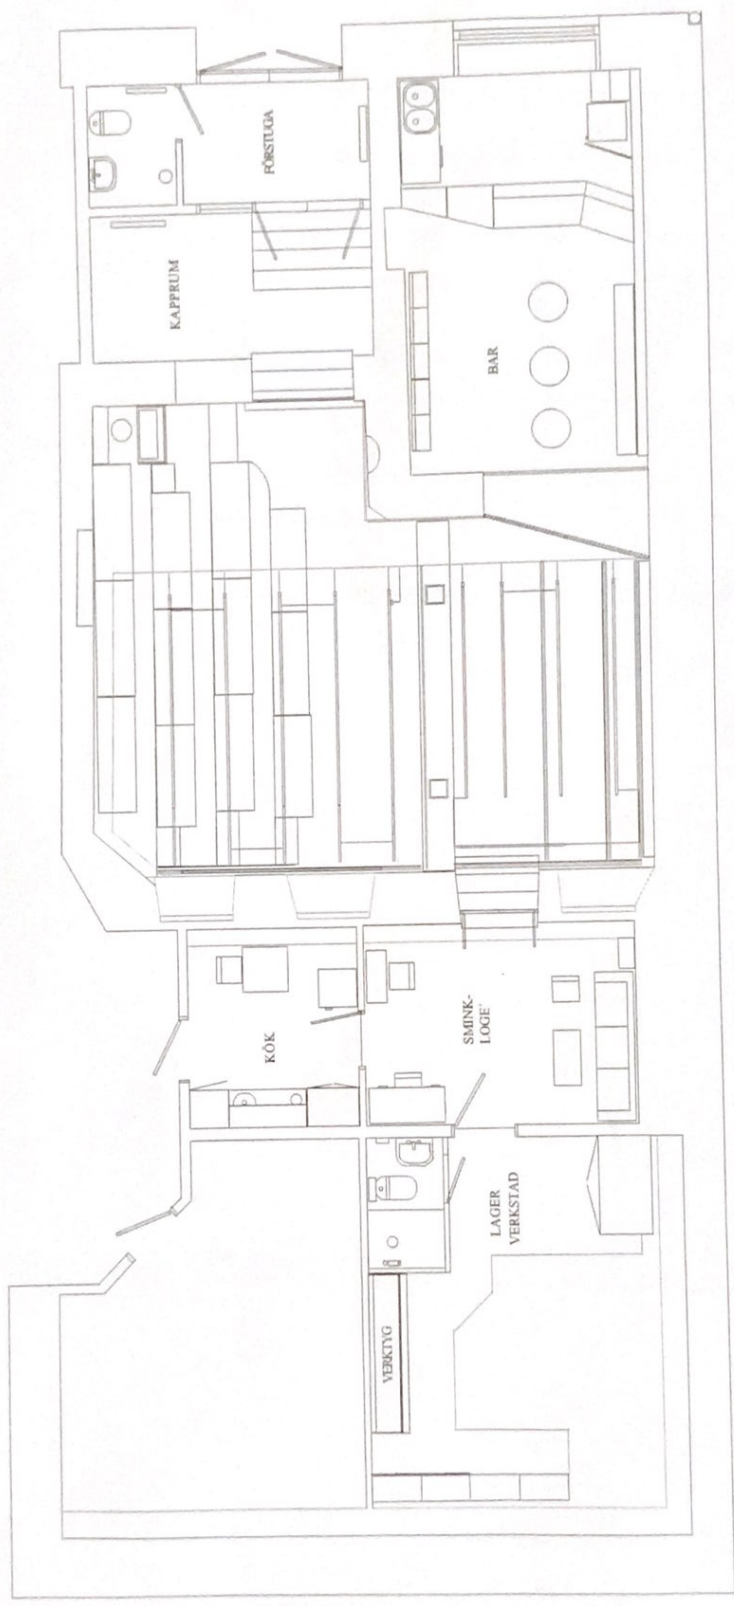 FÖRSTUGA
KAPPRUM
BAR
KÖK
SMINK-
LOGE´
LAGER
VERKSTAD
VERKTYG